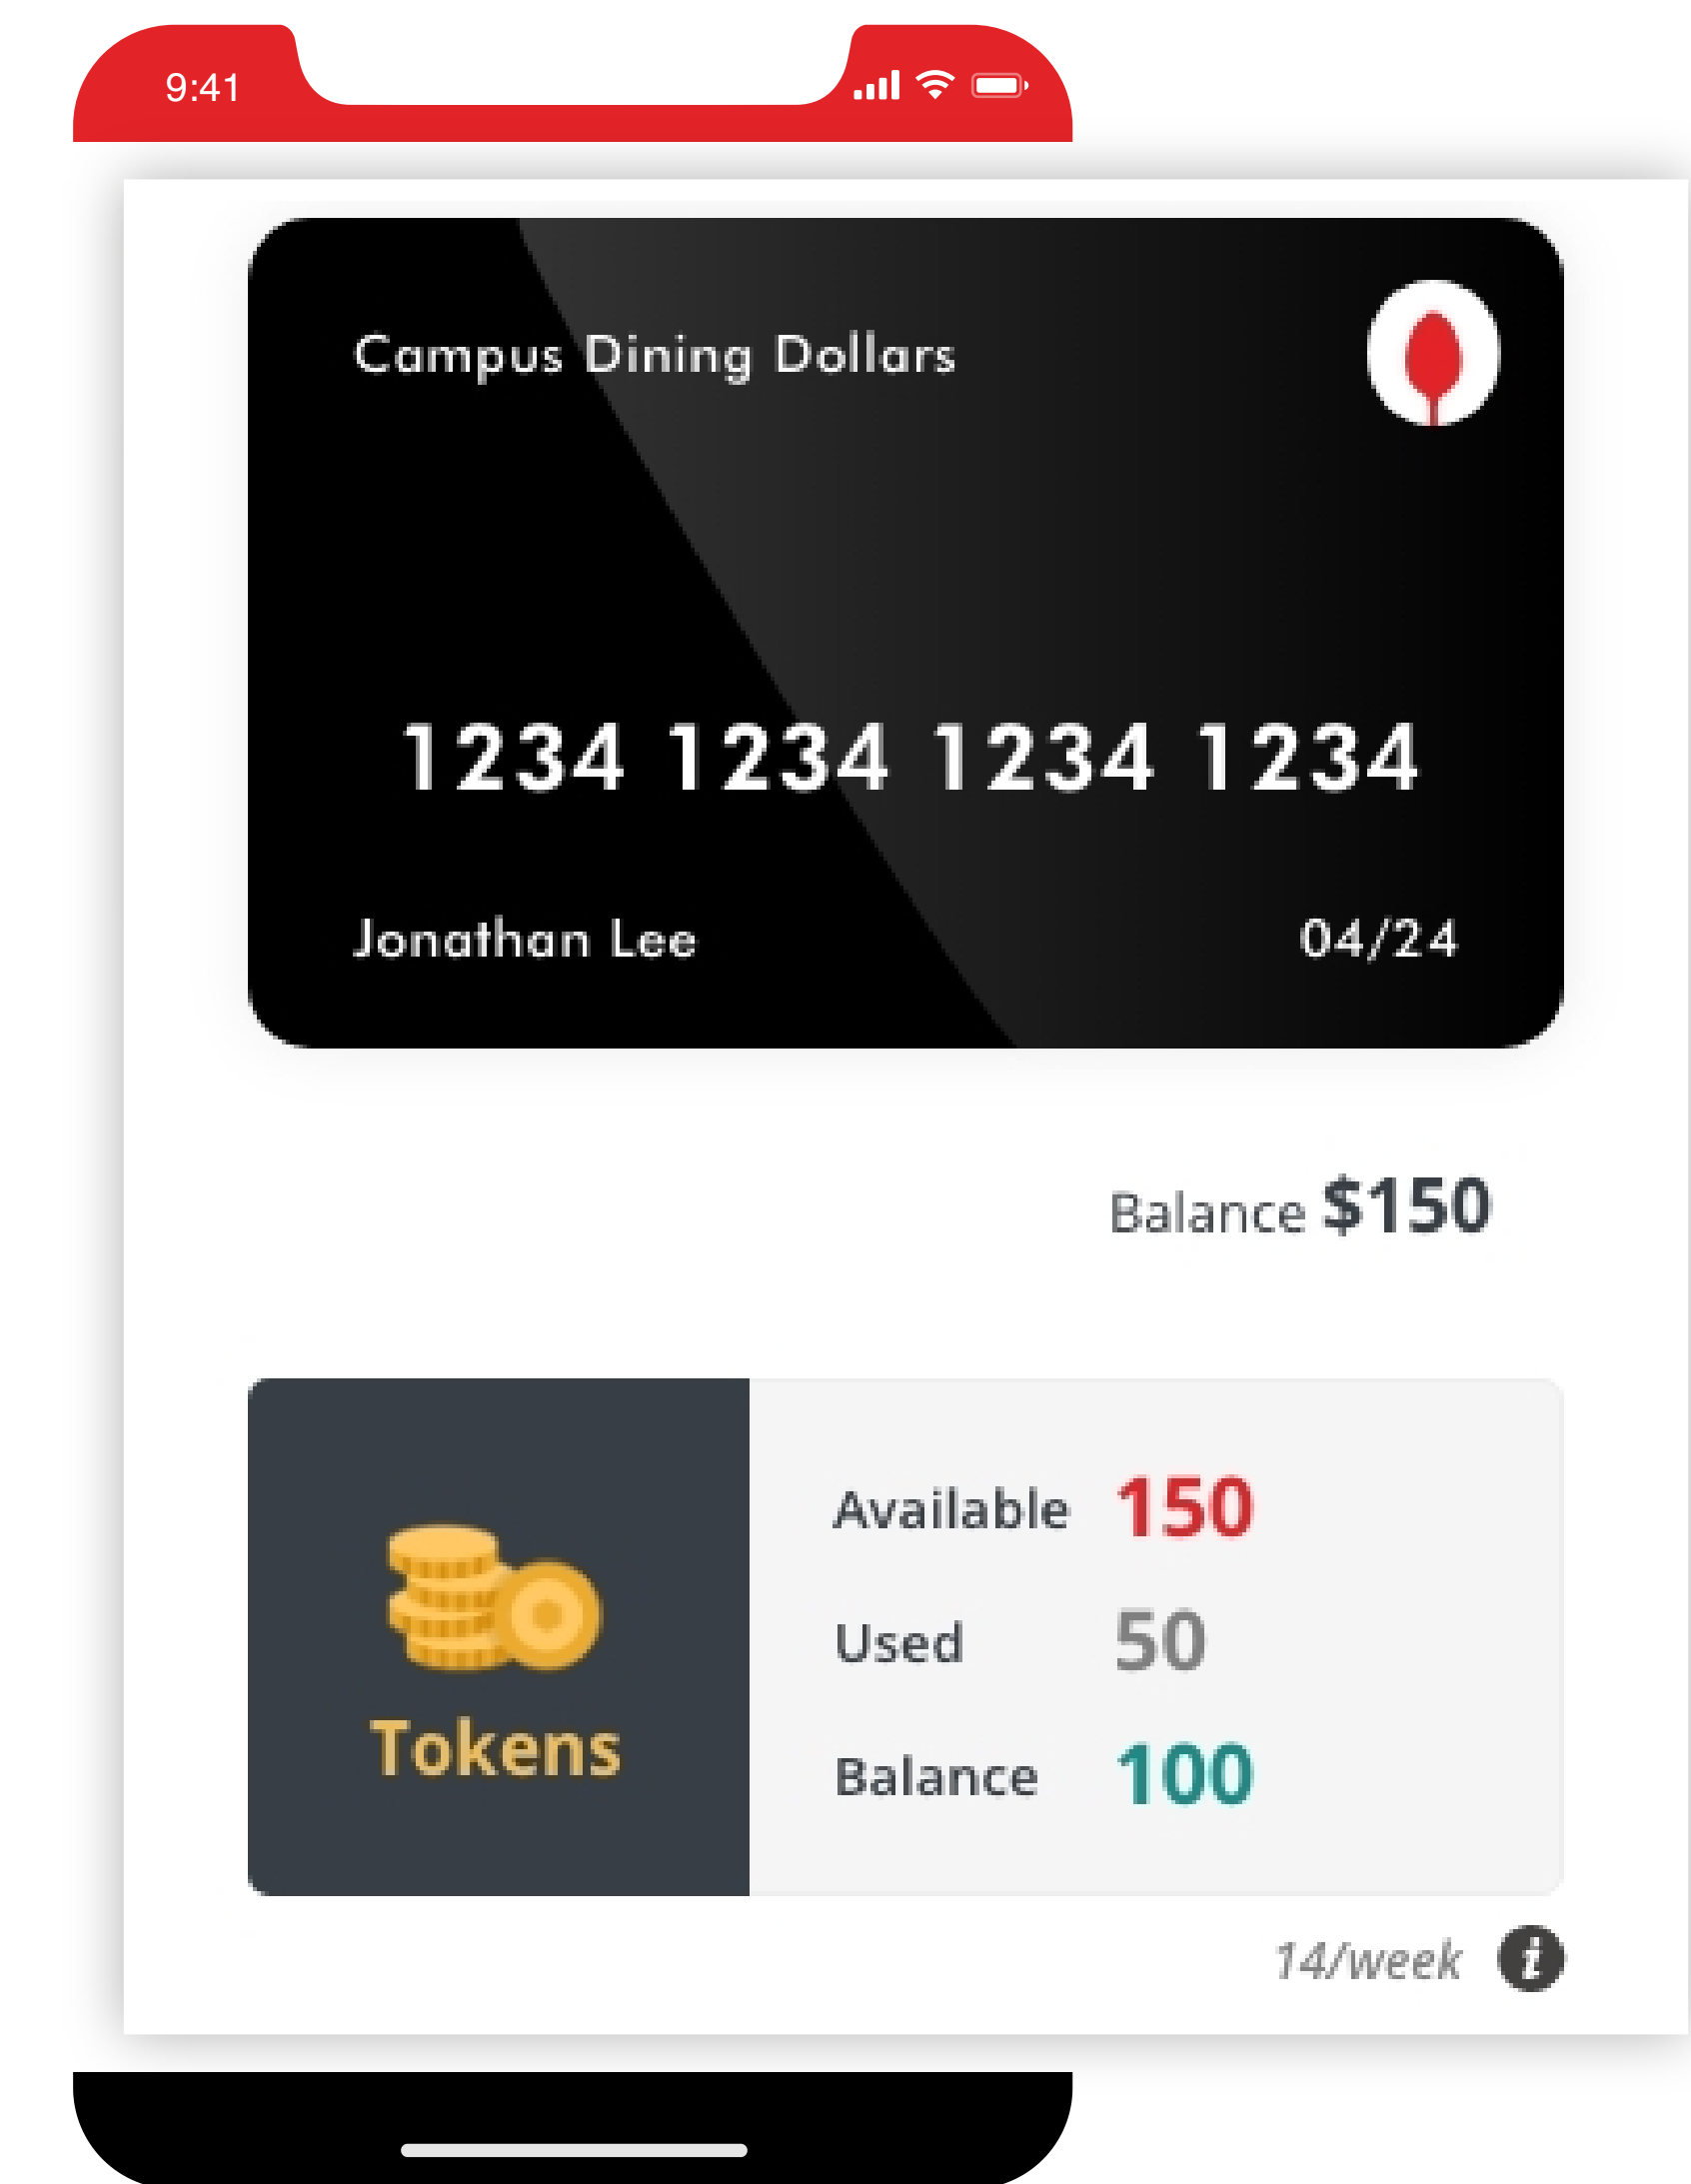 9:41
Campus Dining Dollars
1234 1234 1234 1234
Jonathan Lee 04/24
Balance $150
Available 150
Used 50
Tokens
Balance 100
14/week i